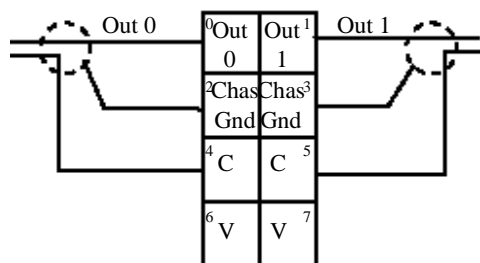 Out 0
0 Out 0
Out 1 1
Out 1
2 Chas Gnd
Chas 3 Gnd
4 C
C 5
6 V
V 7